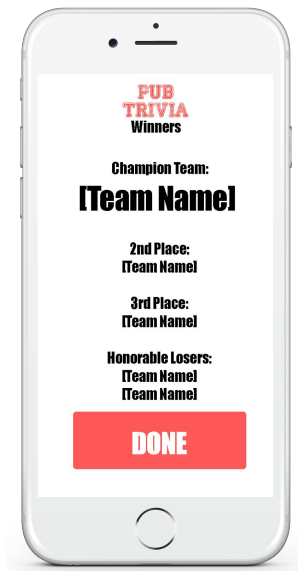 PUB
TRIVIA
Winners
Champion Team:
[Team Name]
2nd Place:
[Team Name]
3rd Place:
[Team Name]
Honorable Losers:
[Team Name]
[Team Name]
DONE